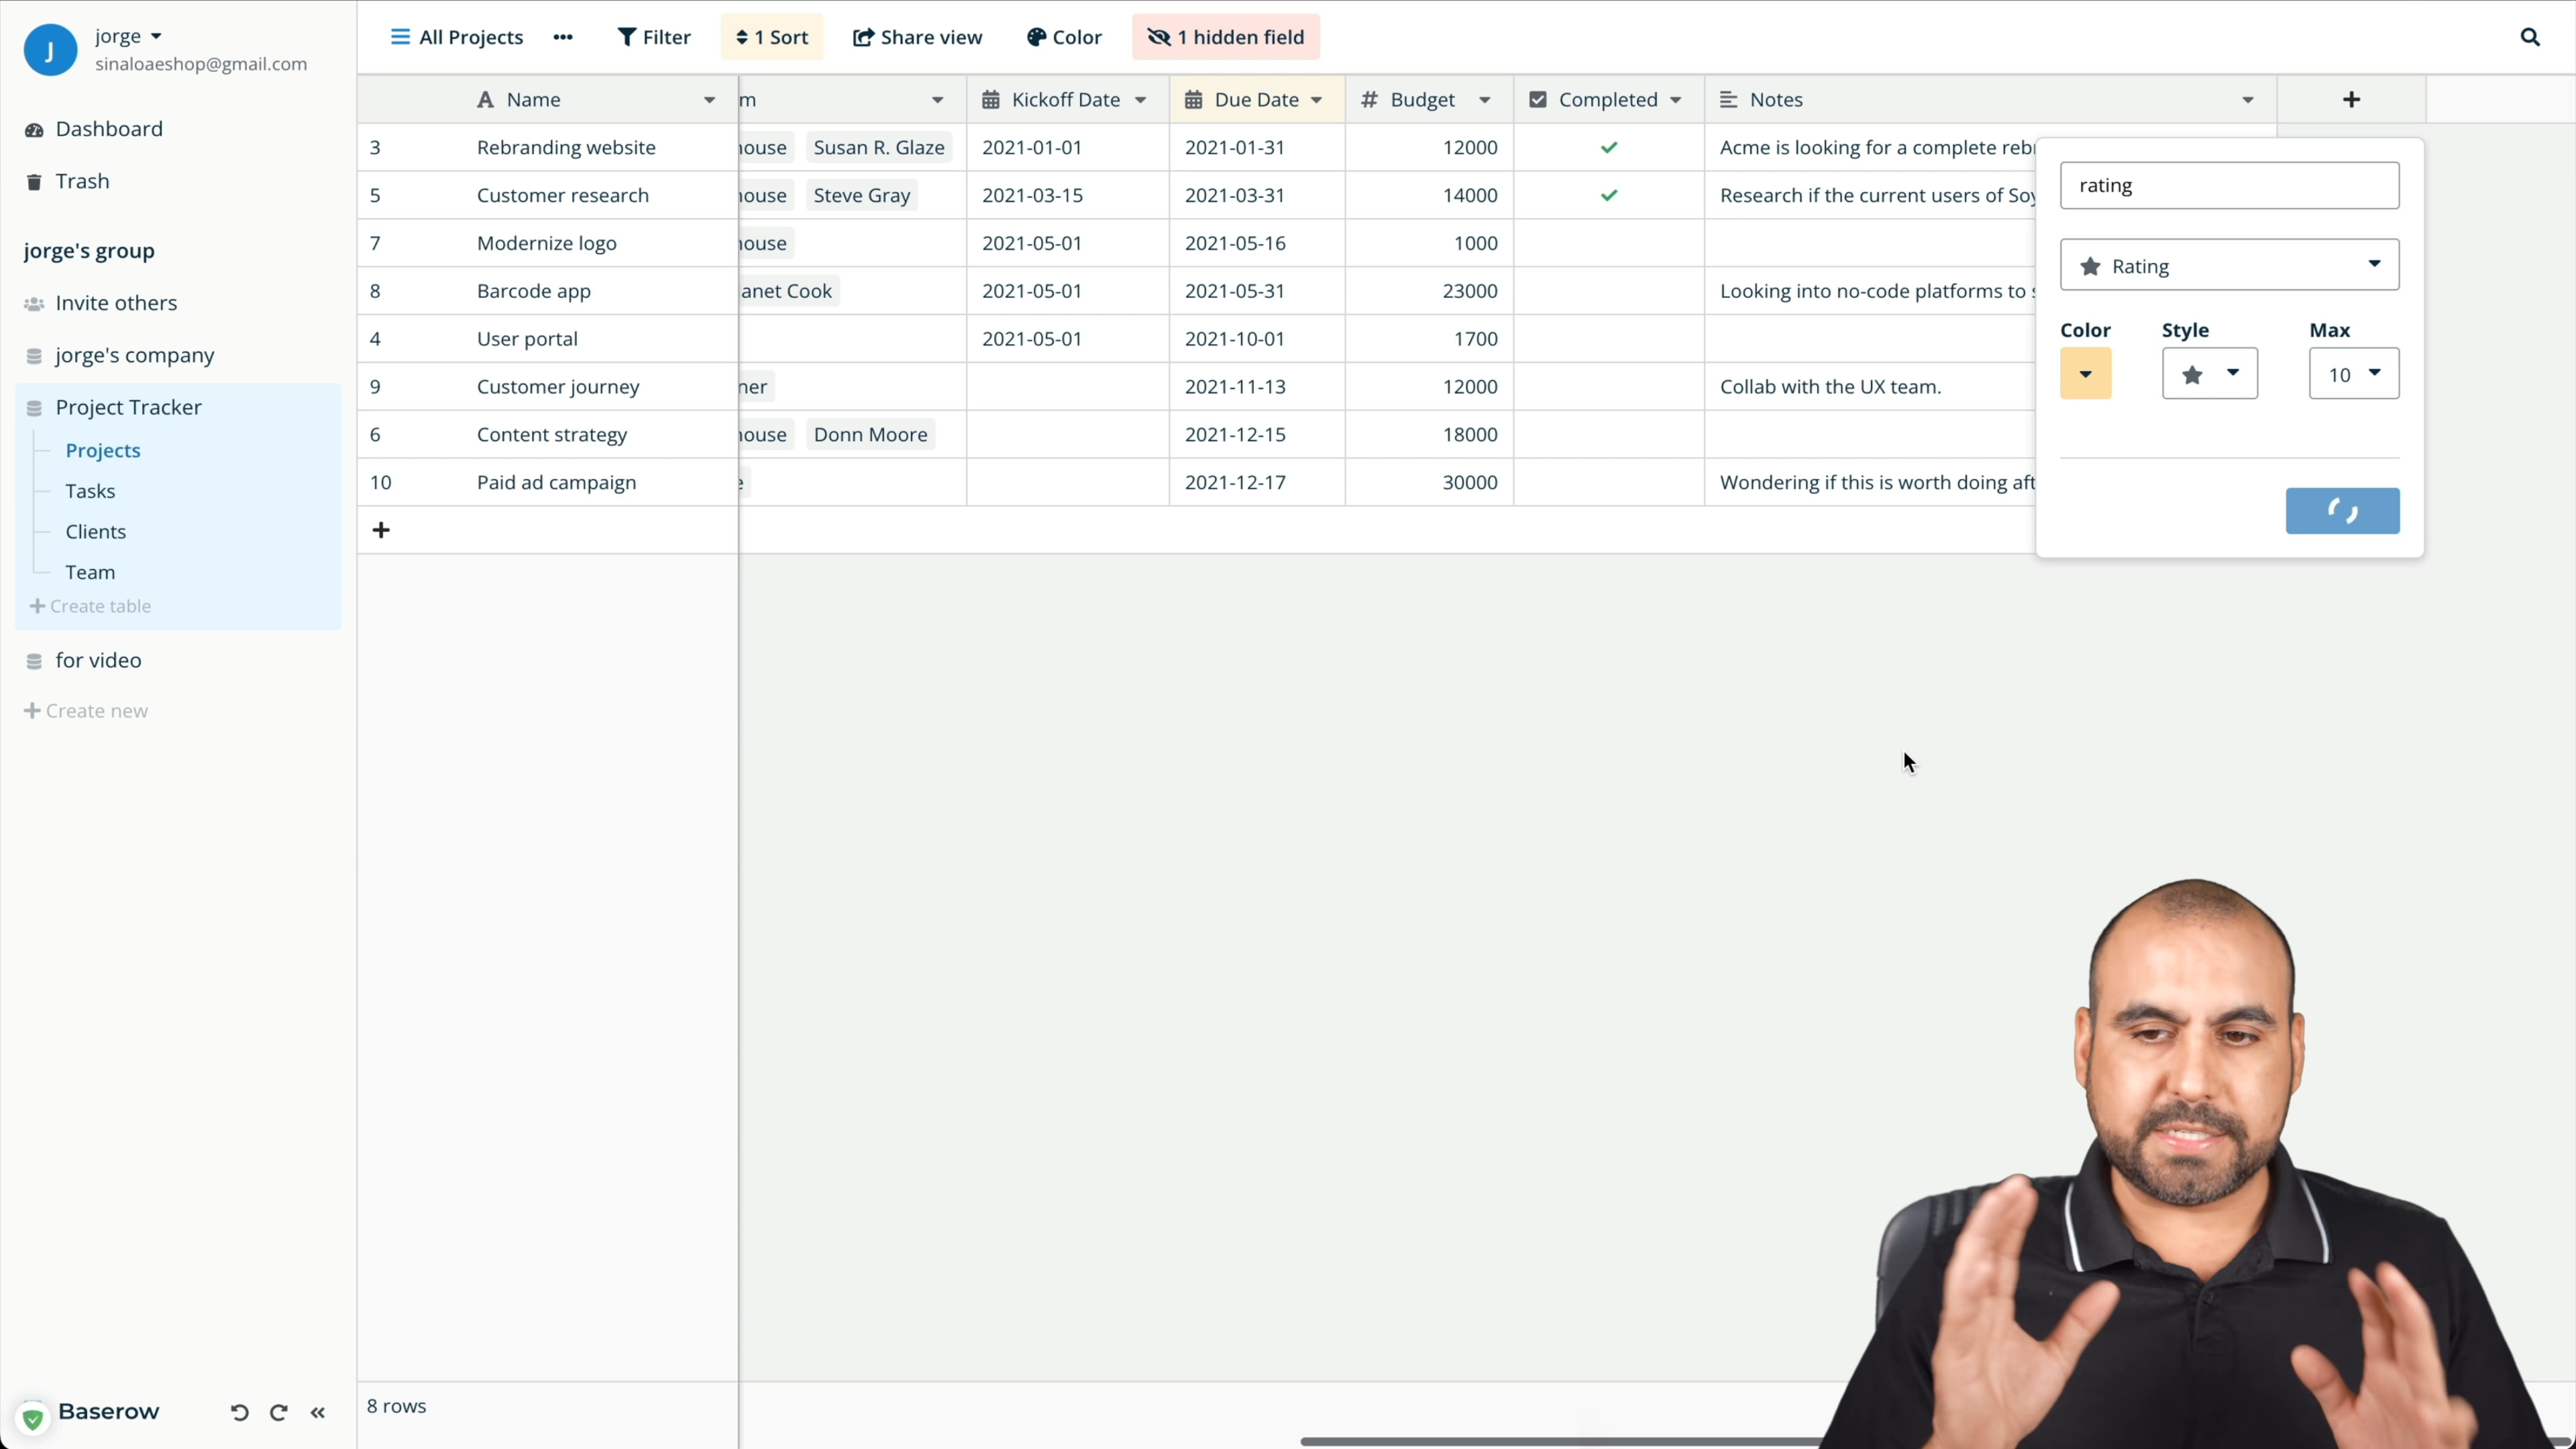 J
jorge
sinaloaeshop@gmail.com
Dashboard
Trash
jorge's group
Invite others
jorge's company
Project Tracker
Projects
Tasks
Clients
Team
+ Create table
for video
+ Create new
Baserow
All Projects
Filter
1 Sort
Share view
Color
1 hidden field
Name
m
Kickoff Date
Due Date
# Budget
Completed
Notes
+
3 Rebranding website house Susan R. Glaze 2021-01-01 2021-01-31 12000 Acme is looking for a complete reb
5 Customer research house Steve Gray 2021-03-15 2021-03-31 14000 Research if the current users of Soy
7 Modernize logo house 2021-05-01 2021-05-16 1000
8 Barcode app anet Cook 2021-05-01 2021-05-31 23000 Looking into no-code platforms to s
4 User portal 2021-05-01 2021-10-01 1700
9 Customer journey ner 2021-11-13 12000 Collab with the UX team.
6 Content strategy house Donn Moore 2021-12-15 18000
10 Paid ad campaign e 2021-12-17 30000 Wondering if this is worth doing aft
+
8 rows
rating
Rating
Color Style Max
10